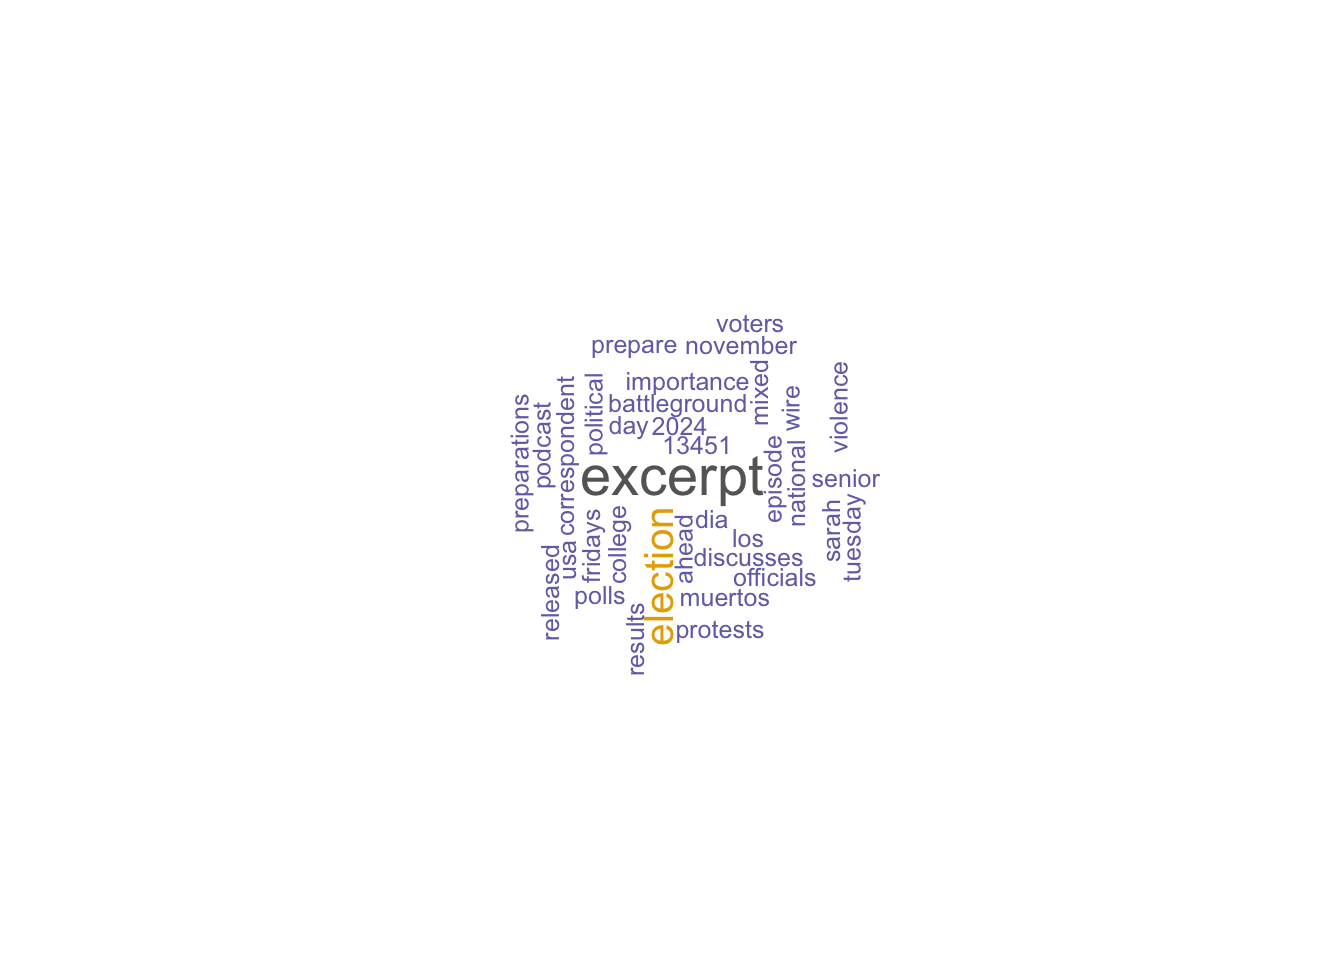 voters
prepare
november
importance
mixed
battleground
political
wire
violence
correspondent
podcast
preparations
day
2024
13451
excerpt
episode
national
senior
sarah
tuesday
election
ahead
dia
los
discusses
officials
muertos
protests
college
fridays
usa
released
polls
results